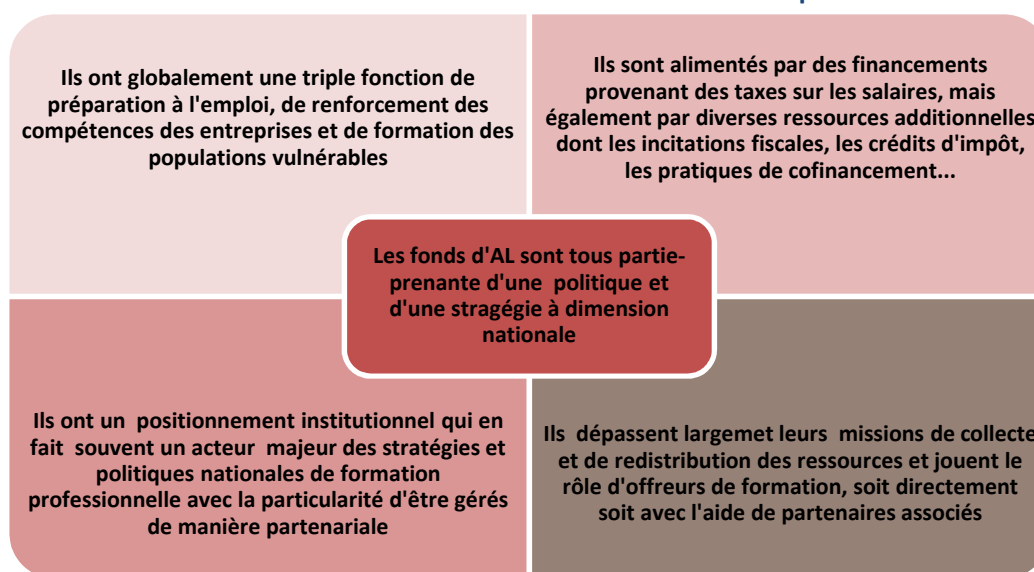 Ils ont globalement une triple fonction de
préparation à l'emploi, de renforcement des
compétences des entreprises et de formation des
populations vulnérables
Ils sont alimentés par des financements
provenant des taxes sur les salaires, mais
également par diverses ressources additionnelles
dont les incitations fiscales, les crédits d'impôt,
les pratiques de cofinancement...
Les fonds d'AL sont tous partie-
prenante d'une politique et
d'une stragégie à dimension
nationale
Ils ont un positionnement institutionnel qui en
fait souvent un acteur majeur des stratégies et
politiques nationales de formation
professionnelle avec la particularité d'être gérés
de manière partenariale
Ils dépassent largemet leurs missions de collecte
et de redistribution des ressources et jouent le
rôle d'offreurs de formation, soit directement
soit avec l'aide de partenaires associés